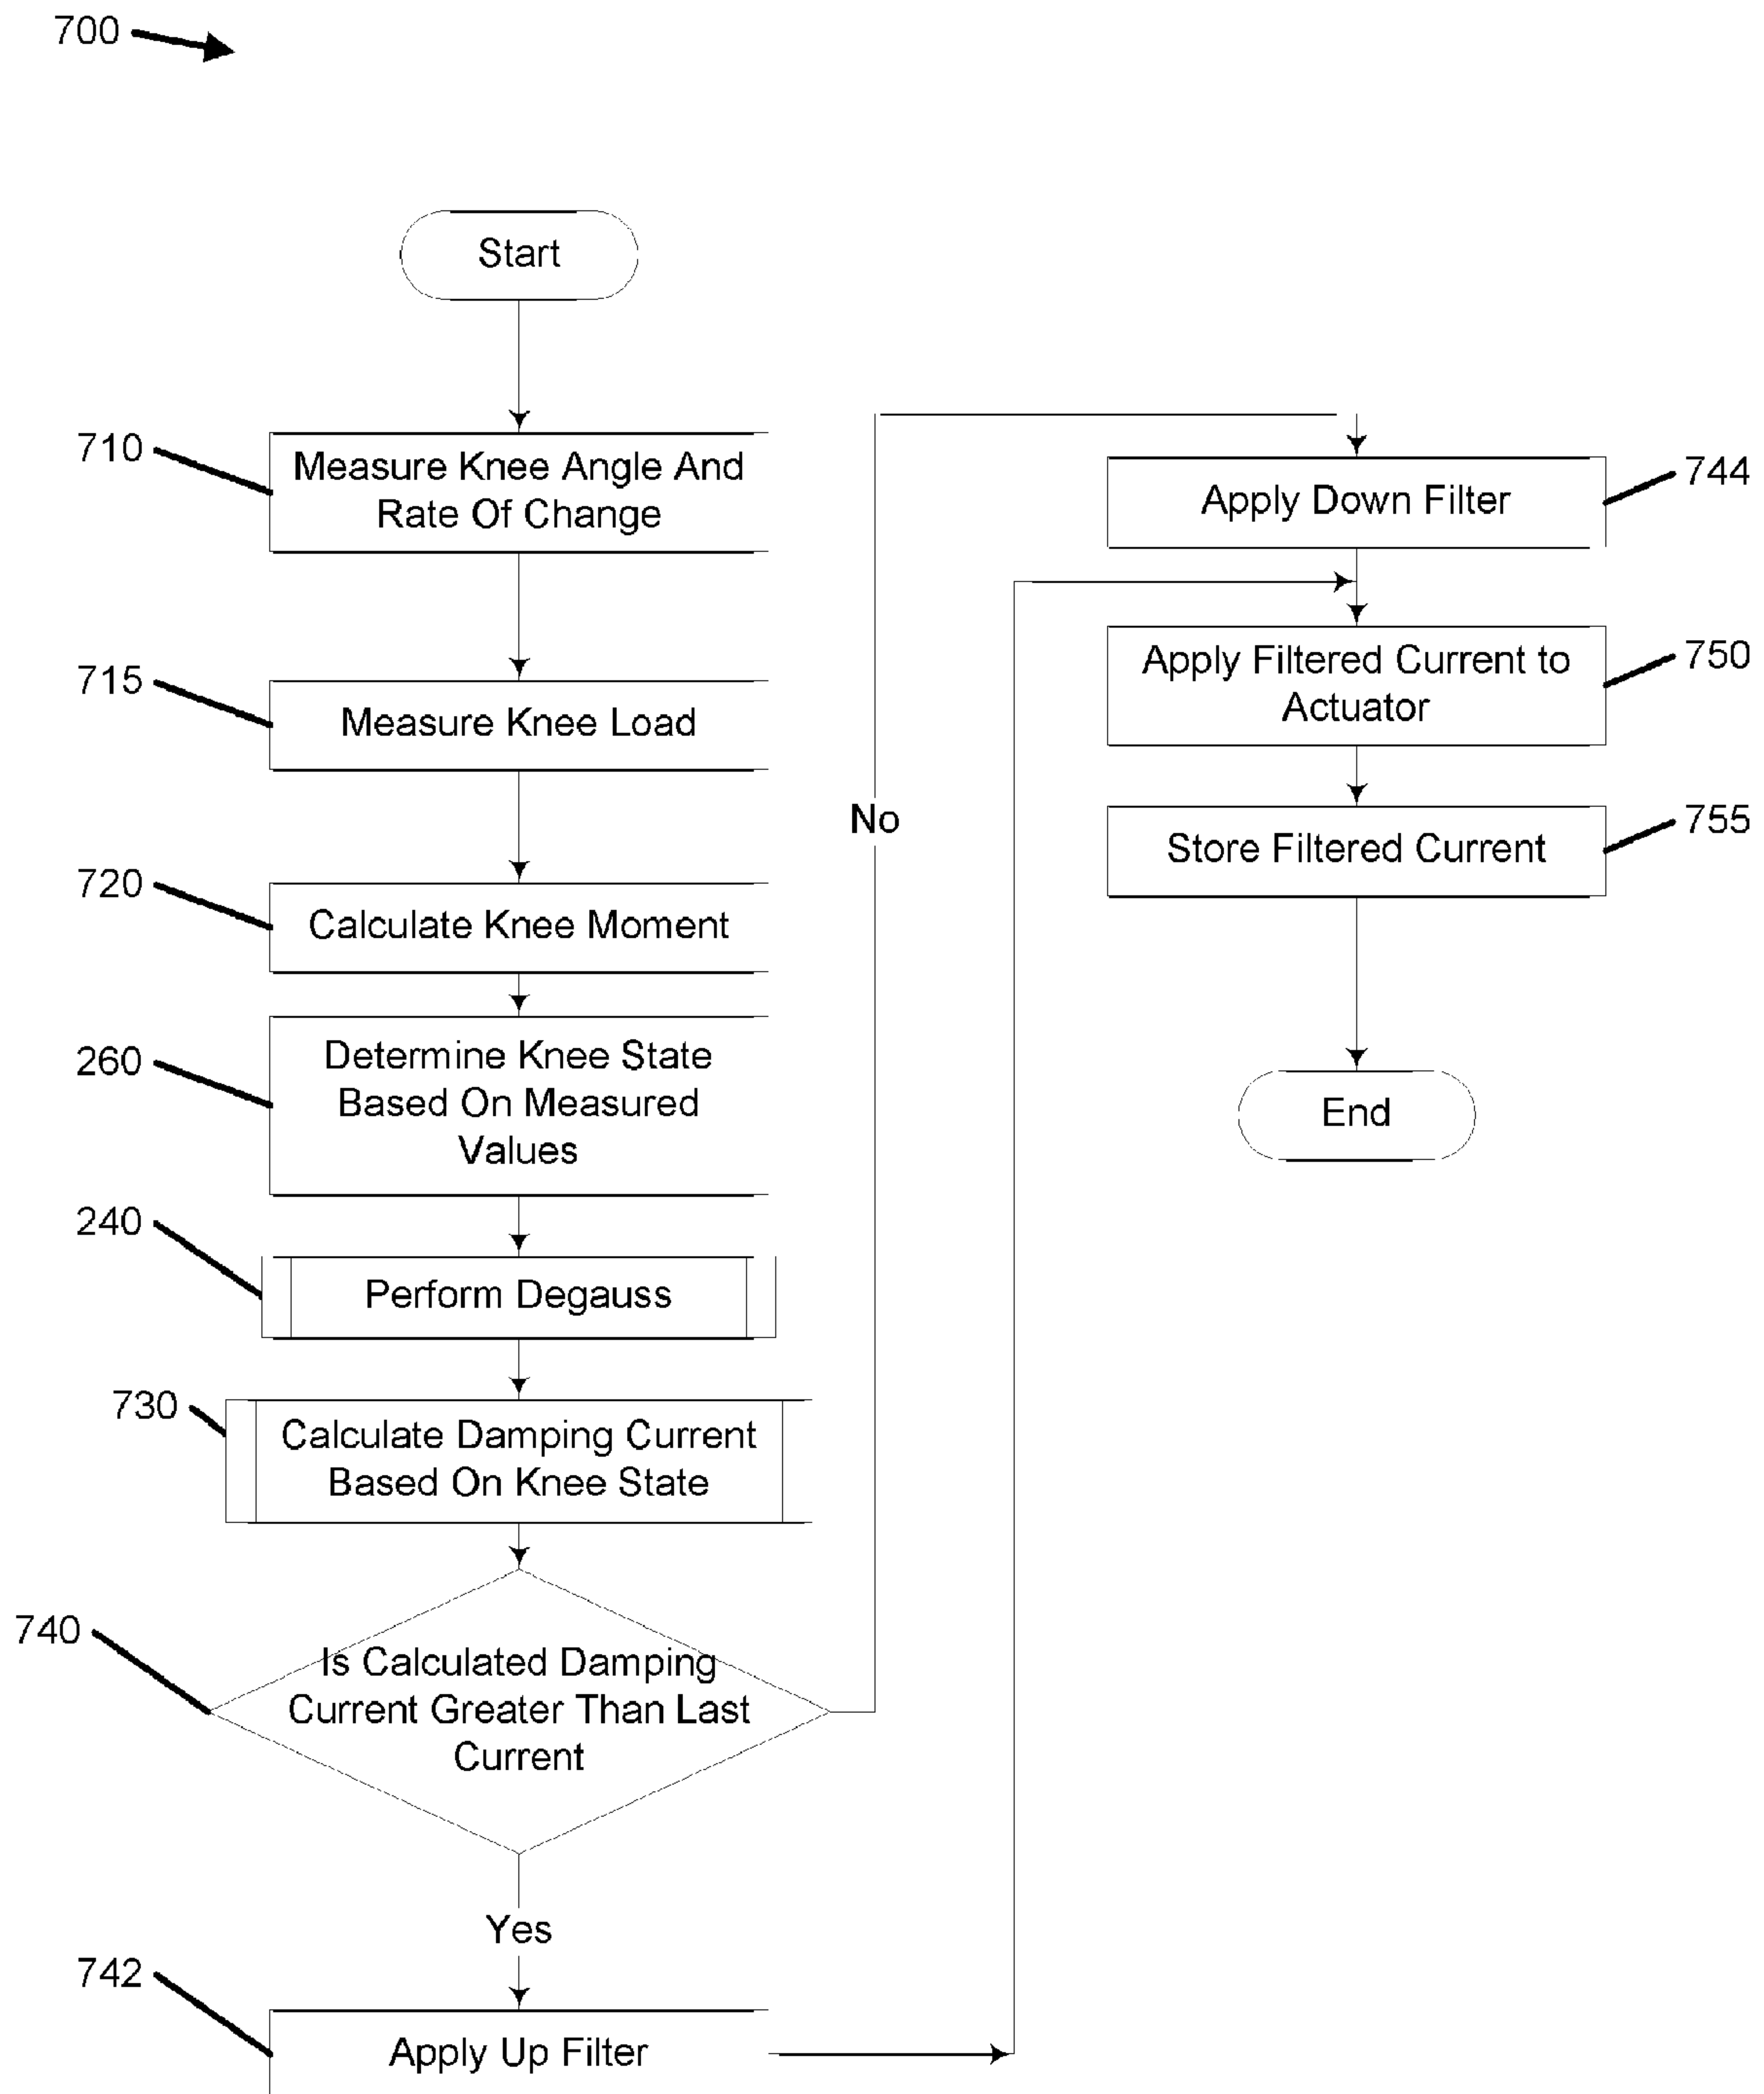 700
Start
710
Measure Knee Angle And
Rate Of Change
715
Measure Knee Load
720
Calculate Knee Moment
260
Determine Knee State
Based On Measured
Values
240
Perform Degauss
730
Calculate Damping Current
Based On Knee State
740
Is Calculated Damping
Current Greater Than Last
Current
Yes
742
Apply Up Filter
No
744
Apply Down Filter
750
Apply Filtered Current to
Actuator
755
Store Filtered Current
End